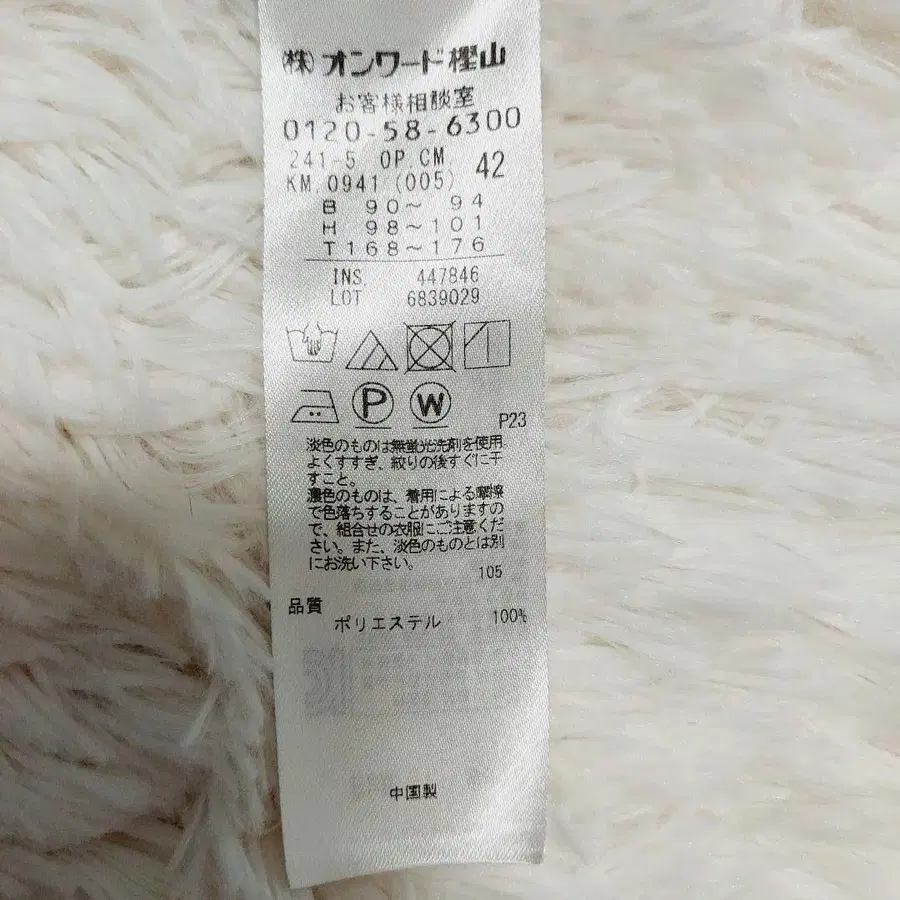 (株)オンワード樫山
お客様相談室
0120-58-6300
241-5 OP.CM. 42
KM.0941 (005)
B 90～ 94
H 98～101
T168～176
INS. 447846
LOT 6839029
P W
P23
淡色のものは無蛍光洗剤を使用
よくすすぎ、絞りの後すぐに干
すこと。
濃色のものは、着用による摩擦
で色落ちすることがありますの
で、組合せの衣服にご注意くだ
さい。また、淡色のものとは別
にお洗い下さい。
105
品質
ポリエステル 100%
中国製